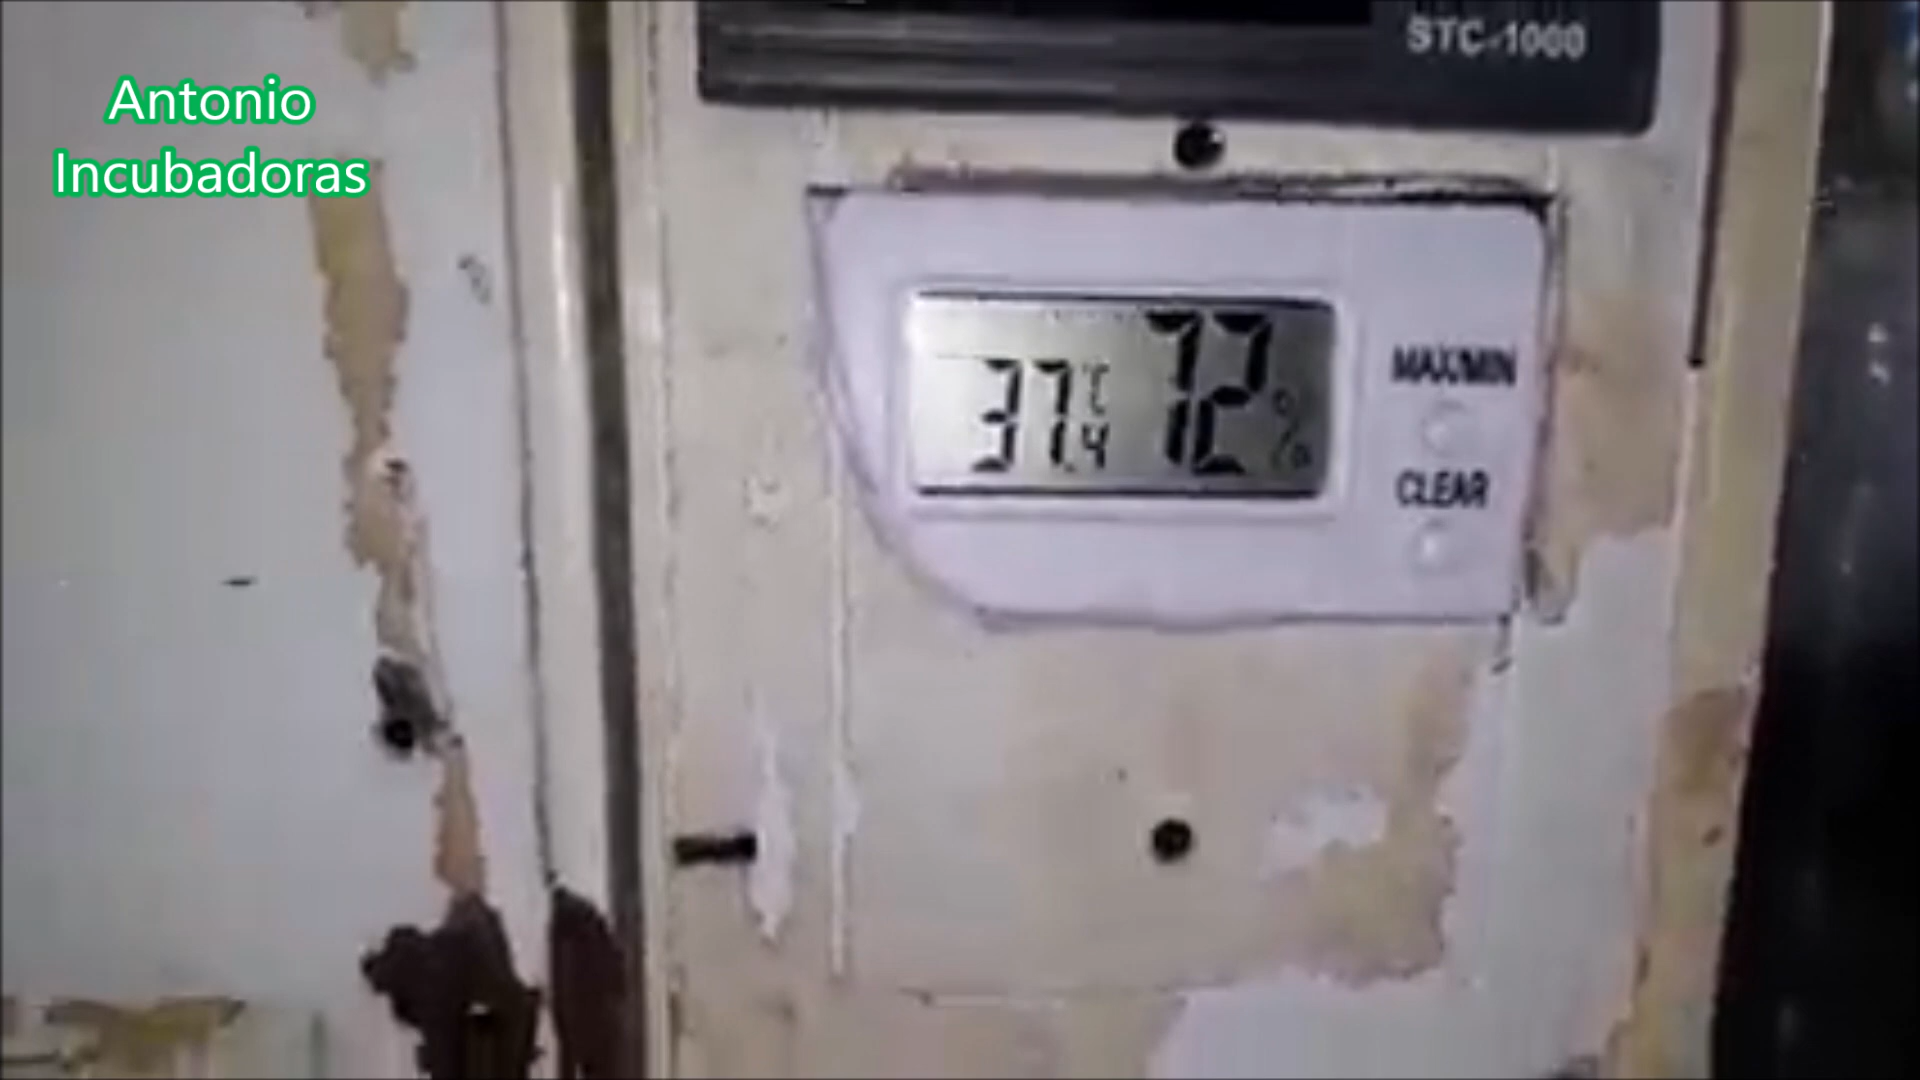 Antonio
Incubadoras
STC-1000
37.4 °C 72 %
MAX/MIN
CLEAR